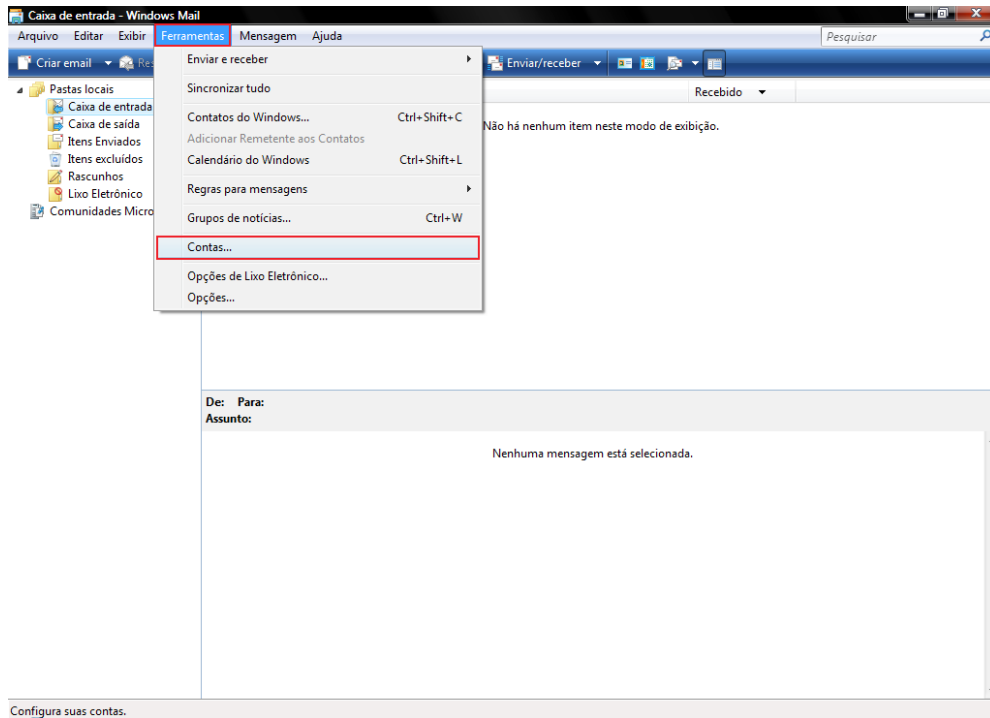 Caixa de entrada - Windows Mail
Arquivo Editar Exibir Ferramentas Mensagem Ajuda
Pesquisar
Criar email
Enviar/receber
Pastas locais
Caixa de entrada
Caixa de saída
Itens Enviados
Itens excluídos
Rascunhos
Lixo Eletrônico
Comunidades Micro
Enviar e receber
Sincronizar tudo
Contatos do Windows... Ctrl+Shift+C
Adicionar Remetente aos Contatos
Calendário do Windows Ctrl+Shift+L
Regras para mensagens
Grupos de notícias... Ctrl+W
Contas...
Opções de Lixo Eletrônico...
Opções...
Recebido
Não há nenhum item neste modo de exibição.
De: Para:
Assunto:
Nenhuma mensagem está selecionada.
Configura suas contas.